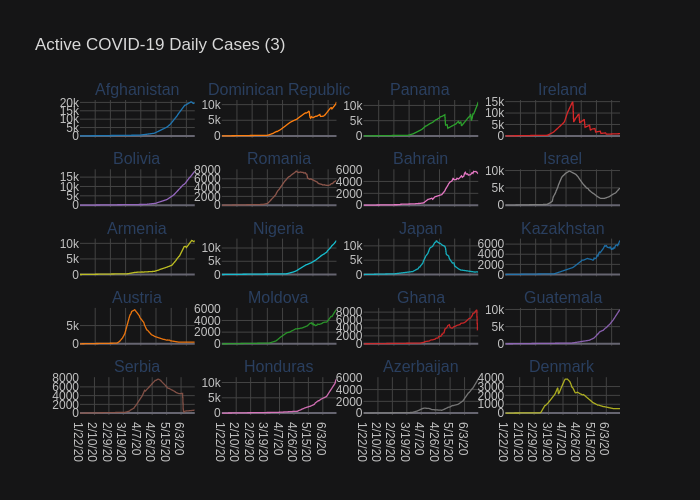 Active COVID-19 Daily Cases (3)
Afghanistan Dominican Republic Panama Ireland
20k 15k 10k 5k 0
10k 5k 0
10k 5k 0
15k 10k 5k 0
Bolivia Romania Bahrain Israel
15k 10k 5k 0
8000 6000 4000 2000 0
6000 4000 2000 0
10k 5k 0
Armenia Nigeria Japan Kazakhstan
10k 5k 0
10k 5k 0
10k 5k 0
6000 4000 2000 0
Austria Moldova Ghana Guatemala
5k 0
6000 4000 2000 0
8000 6000 4000 2000 0
10k 5k 0
Serbia Honduras Azerbaijan Denmark
8000 6000 4000 2000 0
10k 5k 0
6000 4000 2000 0
4000 3000 2000 1000 0
1/22/20 2/10/20 2/29/20 3/19/20 4/7/20 4/26/20 5/15/20 6/3/20
1/22/20 2/10/20 2/29/20 3/19/20 4/7/20 4/26/20 5/15/20 6/3/20
1/22/20 2/10/20 2/29/20 3/19/20 4/7/20 4/26/20 5/15/20 6/3/20
1/22/20 2/10/20 2/29/20 3/19/20 4/7/20 4/26/20 5/15/20 6/3/20